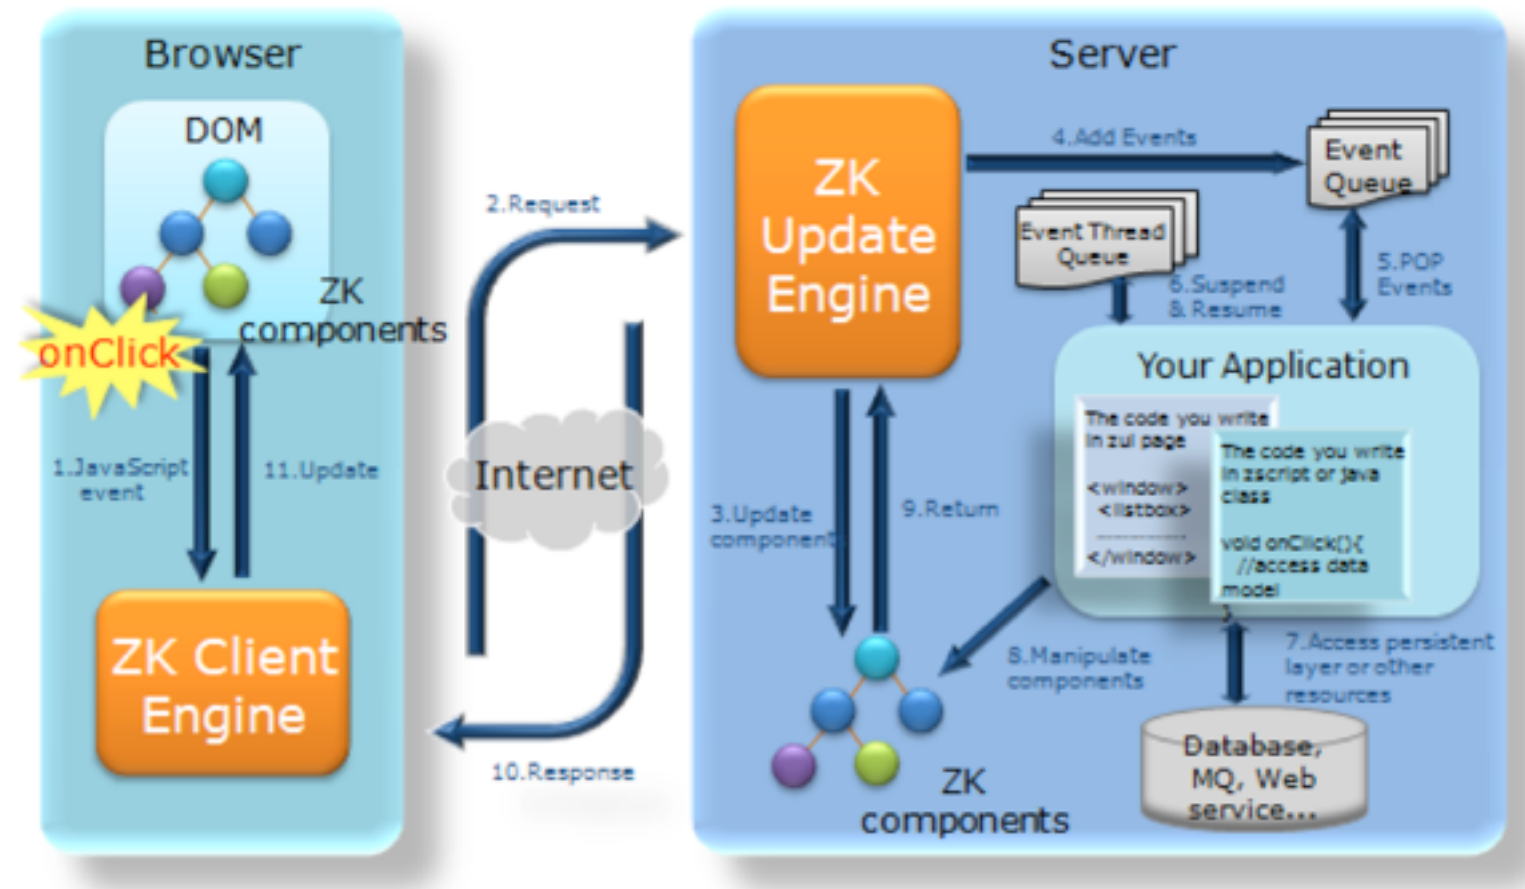 Browser
DOM
ZK
components
onClick
1.JavaScript
event
11.Update
ZK Client
Engine
2.Request
Internet
10.Response
Server
ZK
Update
Engine
4.Add Events
Event
Queue
Event Thread
Queue
5.POP
Events
6.Suspend
& Resume
Your Application
The code you write
in zul page
<window>
<listbox>
............
</window>
The code you write
in zscript or java
class
void onClick(){
//access data
model
}
3.Update
component
9.Return
8.Manipulate
components
7.Access persistent
layer or other
resources
ZK
components
Database,
MQ, Web
service...